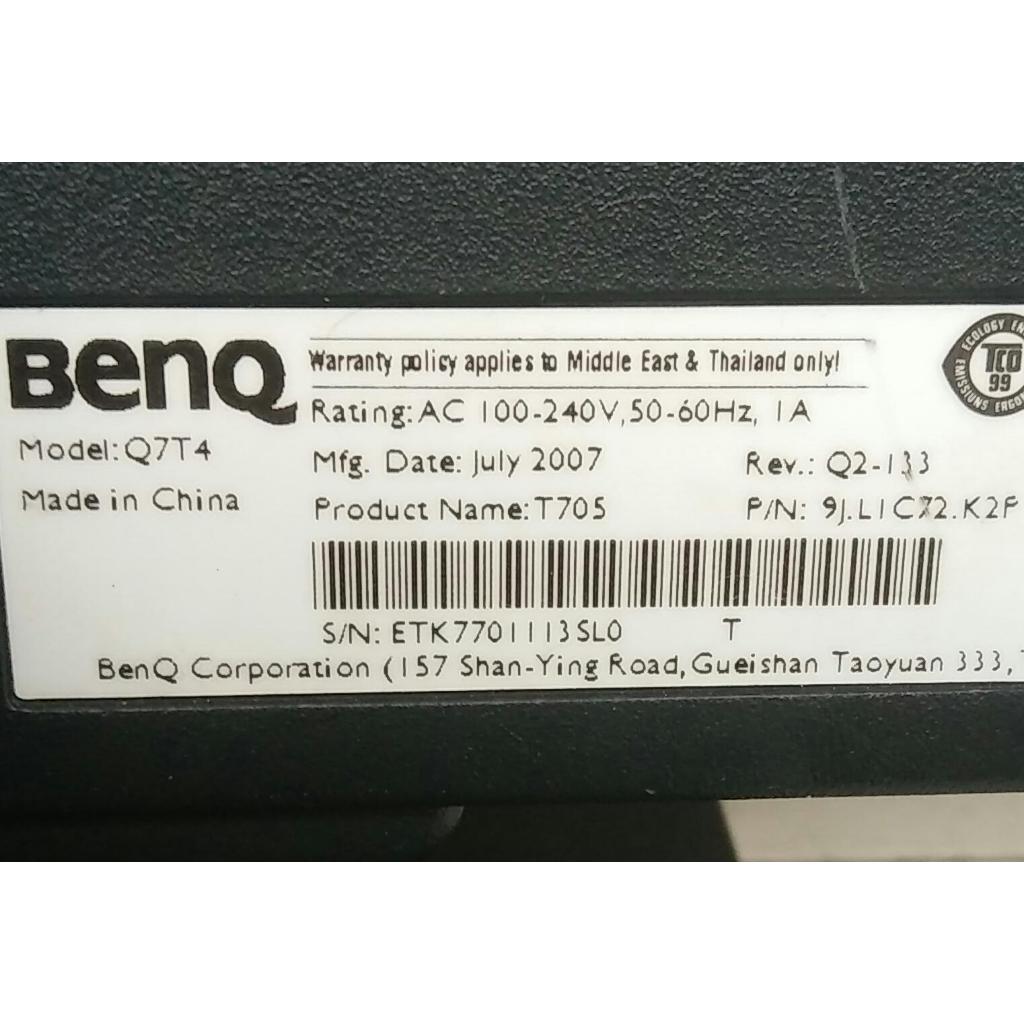 BenQ
Warranty policy applies to Middle East & Thailand only!
Rating: AC 100-240V, 50-60Hz, 1A
Model: Q7T4
Mfg. Date: July 2007
Rev.: Q2-133
Made in China
Product Name: T705
P/N: 9J.L1C72.K2F
S/N: ETK7701113SL0
T
BenQ Corporation (157 Shan-Ying Road, Gueishan Taoyuan 333,
ECOLOGY
TCO
99
EMISSIONS